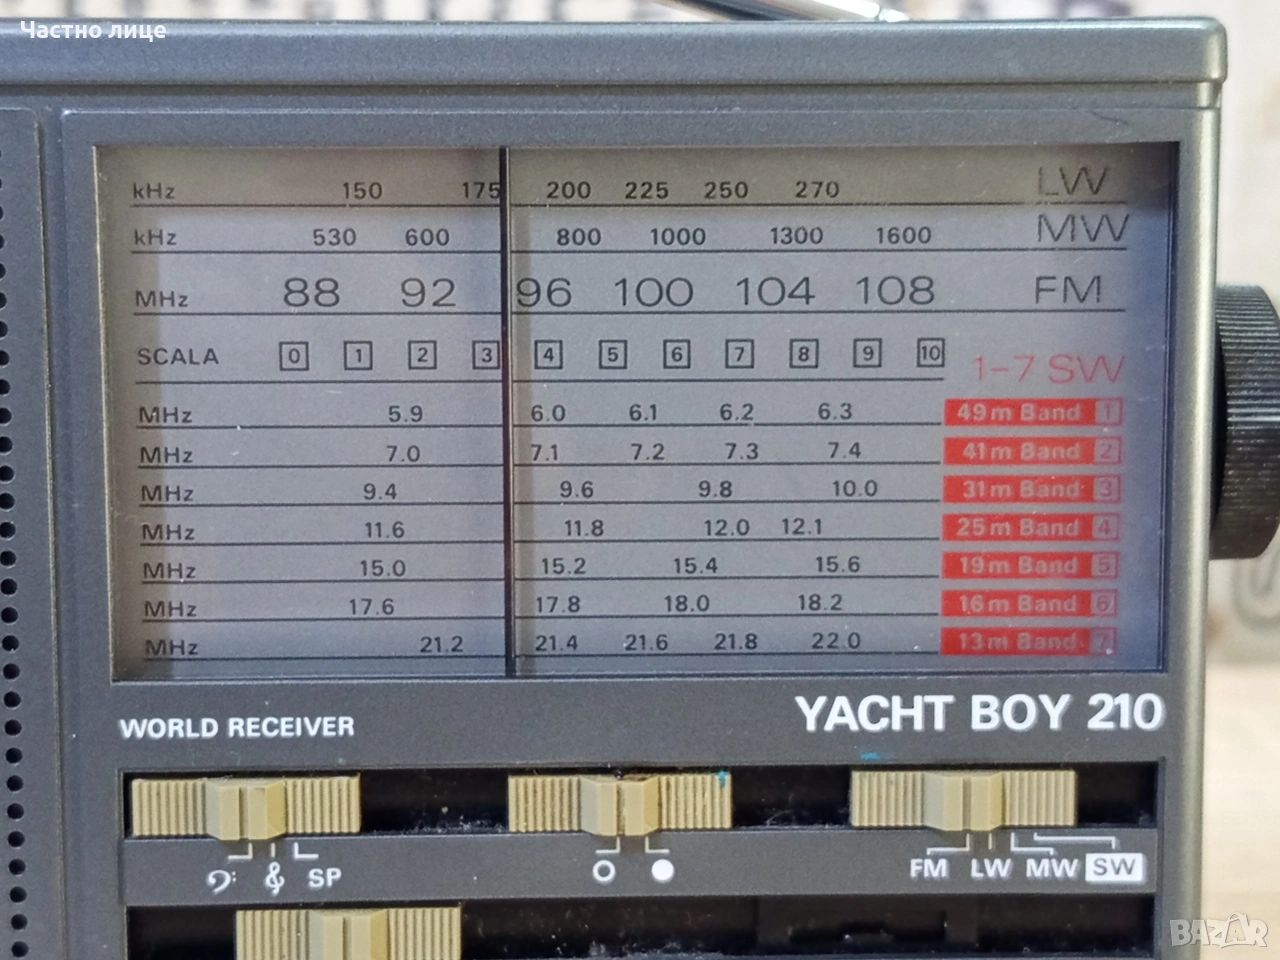 Частно лице
kHz 150 175 200 225 250 270 LW
kHz 530 600 800 1000 1300 1600 MW
MHz 88 92 96 100 104 108 FM
SCALA 0 1 2 3 4 5 6 7 8 9 10 1-7 SW
MHz 5.9 6.0 6.1 6.2 6.3 49m Band 1
MHz 7.0 7.1 7.2 7.3 7.4 41m Band 2
MHz 9.4 9.6 9.8 10.0 31m Band 3
MHz 11.6 11.8 12.0 12.1 25m Band 4
MHz 15.0 15.2 15.4 15.6 19m Band 5
MHz 17.6 17.8 18.0 18.2 16m Band 6
MHz 21.2 21.4 21.6 21.8 22.0 13m Band 7
WORLD RECEIVER YACHT BOY 210
SP FM LW MW SW
BAZAR